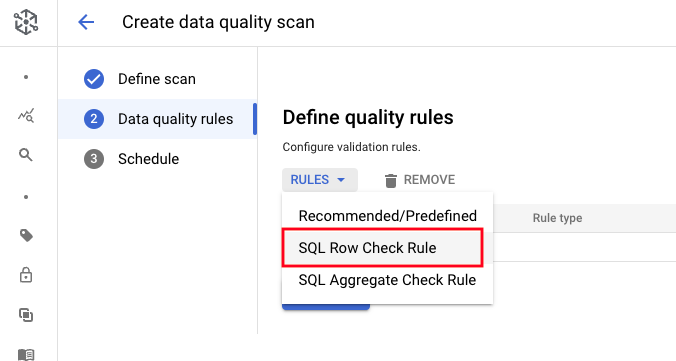 Create data quality scan
Define scan
2 Data quality rules
3 Schedule
Define quality rules
Configure validation rules.
RULES REMOVE
Recommended/Predefined
Rule type
SQL Row Check Rule
SQL Aggregate Check Rule